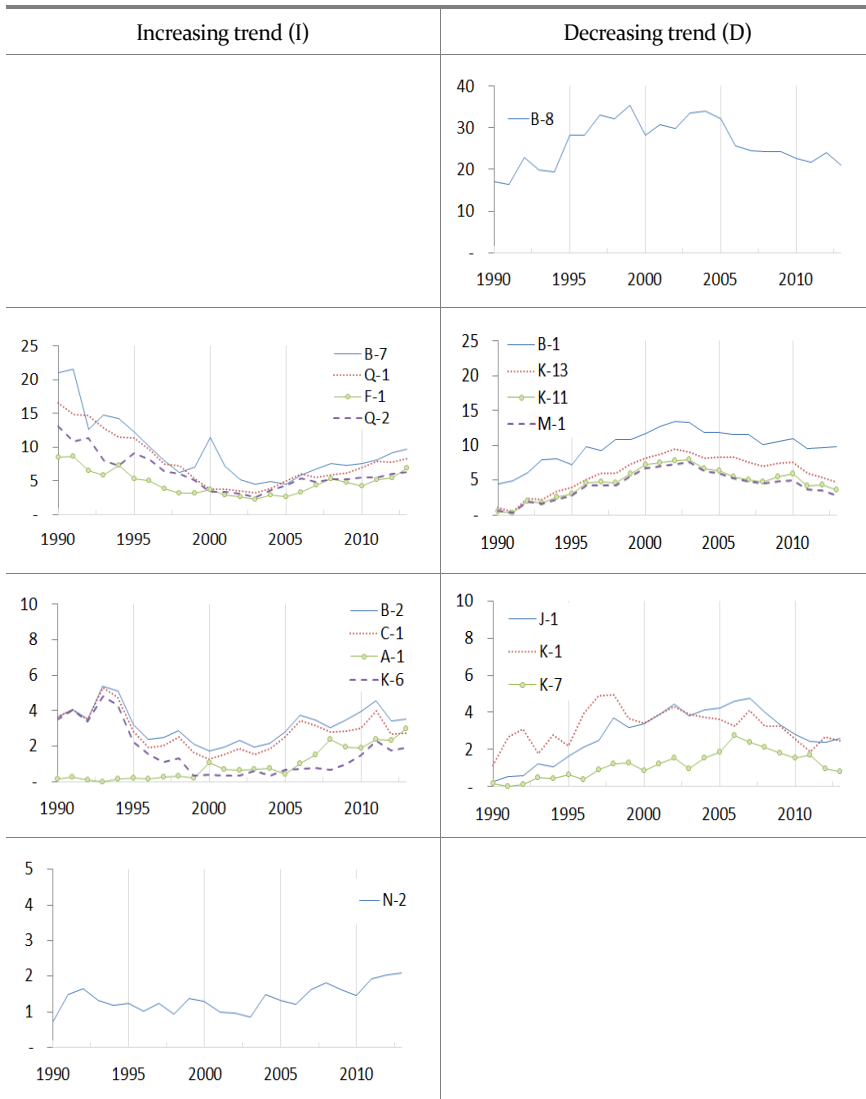 Increasing trend (I)
Decreasing trend (D)
40
30
20
10
-
B-8
1990 1995 2000 2005 2010
25
20
15
10
5
-
B-7
Q-1
F-1
Q-2
1990 1995 2000 2005 2010
25
20
15
10
5
-
B-1
K-13
K-11
M-1
1990 1995 2000 2005 2010
10
8
6
4
2
-
B-2
C-1
A-1
K-6
1990 1995 2000 2005 2010
10
8
6
4
2
-
J-1
K-1
K-7
1990 1995 2000 2005 2010
5
4
3
2
1
-
N-2
1990 1995 2000 2005 2010